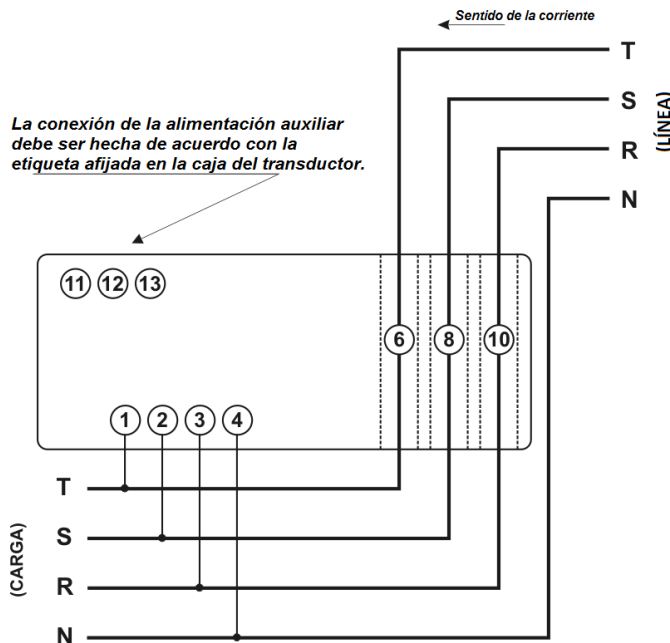 Sentido de la corriente
T
S
R
N
(LÍNEA)
La conexión de la alimentación auxiliar
debe ser hecha de acuerdo con la
etiqueta afijada en la caja del transductor.
11 12 13
6 8 10
1 2 3 4
T
S
R
N
(CARGA)